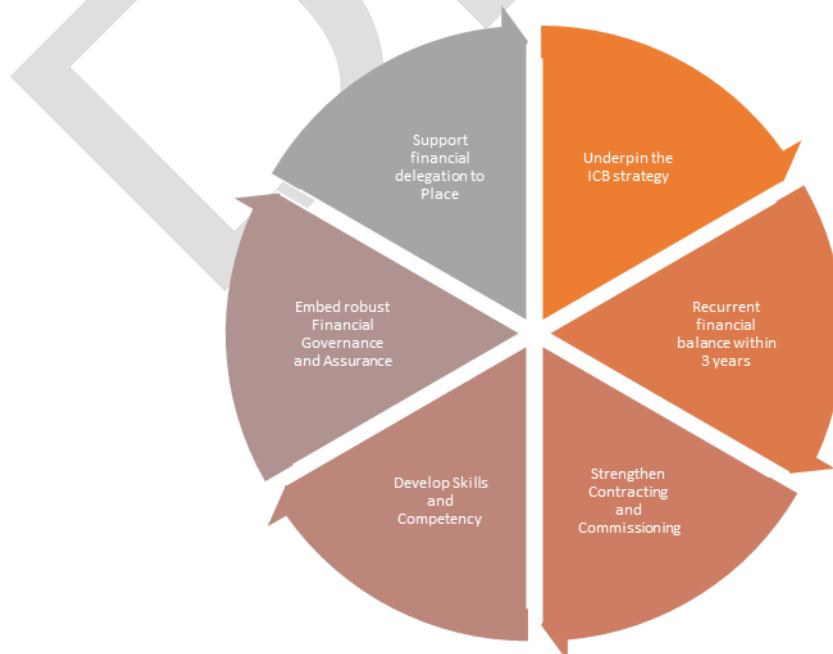 Underpin the
ICB strategy
Recurrent
financial
balance within
3 years
Strengthen
Contracting
and
Commissioning
Develop Skills
and
Competency
Embed robust
Financial
Governance
and Assurance
Support
financial
delegation to
Place